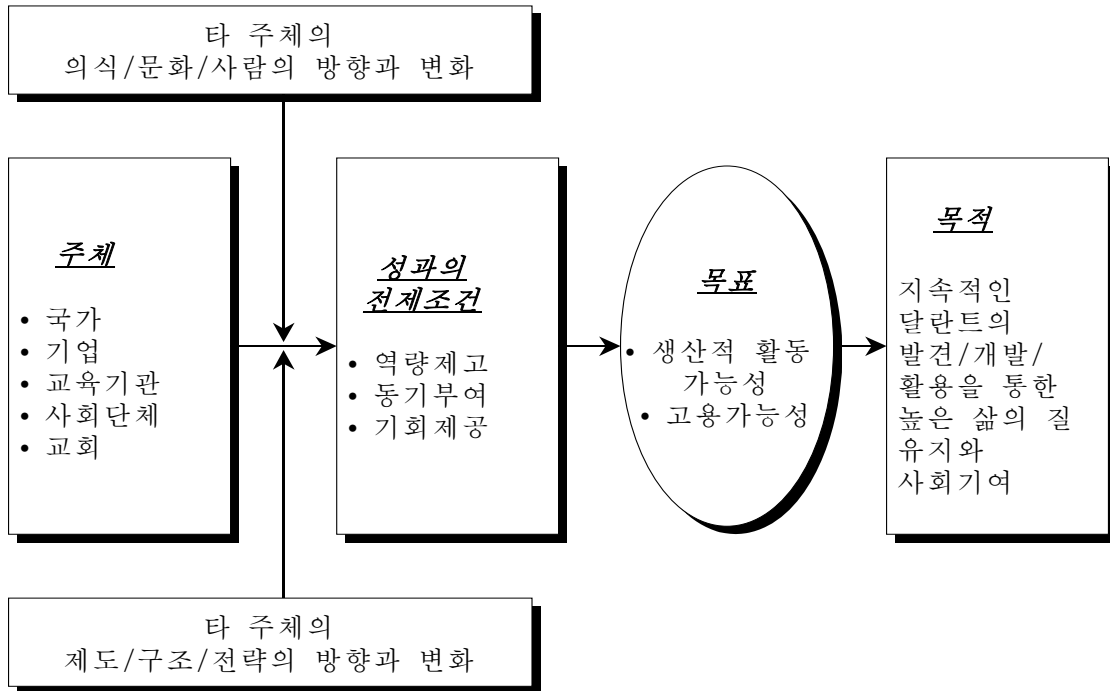 타 주체의
의식/문화/사람의 방향과 변화
주체
• 국가
• 기업
• 교육기관
• 사회단체
• 교회
성과의
전제조건
• 역량제고
• 동기부여
• 기회제공
목표
• 생산적 활동
가능성
• 고용가능성
목적
지속적인
달란트의
발견/개발/
활용을 통한
높은 삶의 질
유지와
사회기여
타 주체의
제도/구조/전략의 방향과 변화